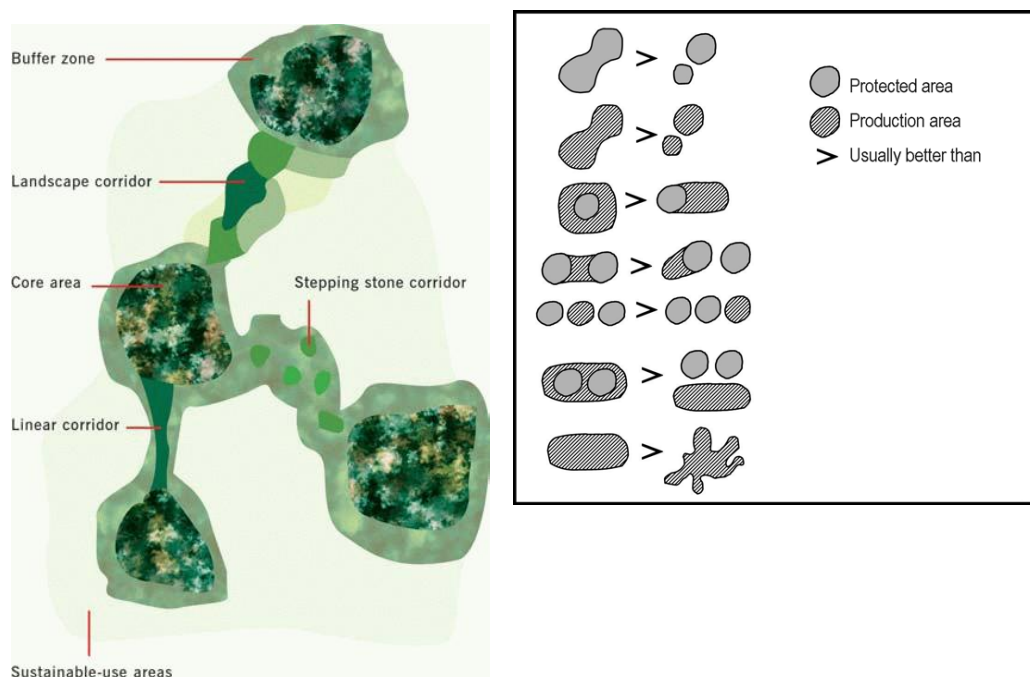 Buffer zone
Landscape corridor
Core area
Stepping stone corridor
Linear corridor
Sustainable-use areas
> Protected area
> Production area
> > Usually better than
>
>
>
>